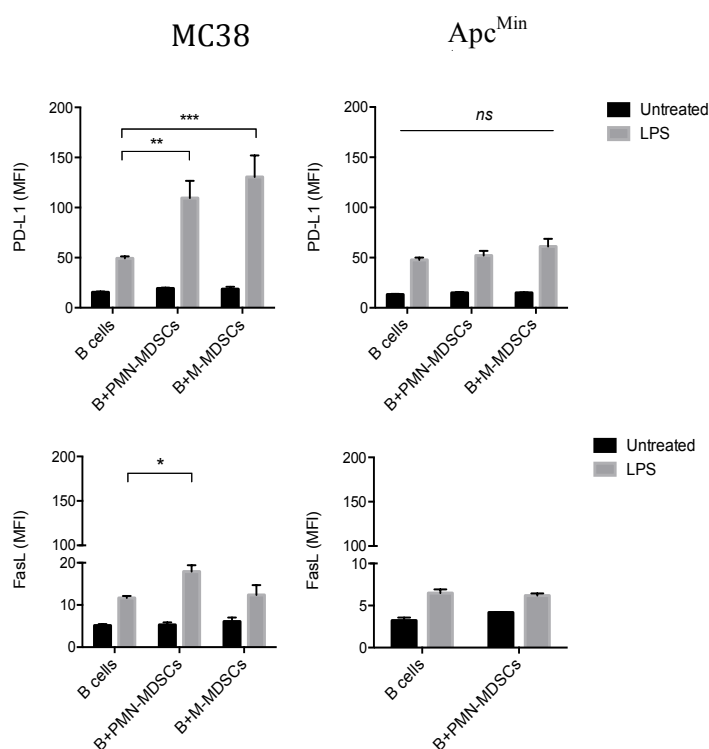 MC38
Apc^Min
200
150
100
50
0
PD-L1 (MFI)
***
**
B cells
B+PMN-MDSCs
B+M-MDSCs
200
150
100
50
0
PD-L1 (MFI)
ns
B cells
B+PMN-MDSCs
B+M-MDSCs
Untreated
LPS
200
150
100
20
10
0
FasL (MFI)
*
B cells
B+PMN-MDSCs
B+M-MDSCs
200
150
100
10
5
0
FasL (MFI)
B cells
B+PMN-MDSCs
Untreated
LPS